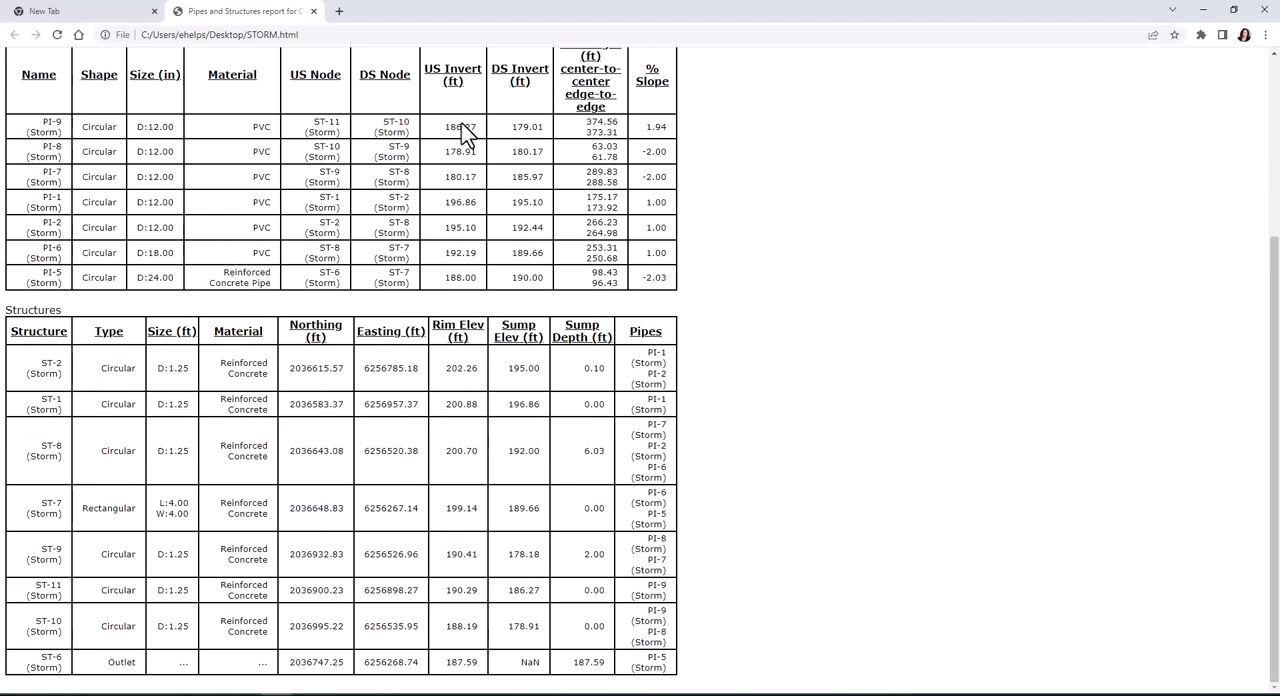 New Tab
Pipes and Structures report for C
File C:/Users/ehelps/Desktop/STORM.html
Name Shape Size (in) Material US Node DS Node US Invert (ft) DS Invert (ft) (ft) center-to-center edge-to-edge % Slope
PI-9 (Storm) Circular D:12.00 PVC ST-11 (Storm) ST-10 (Storm) 179.01 374.56 373.31 1.94
PI-8 (Storm) Circular D:12.00 PVC ST-10 (Storm) ST-9 (Storm) 178.91 180.17 63.03 61.78 -2.00
PI-7 (Storm) Circular D:12.00 PVC ST-9 (Storm) ST-8 (Storm) 180.17 185.97 289.83 288.58 -2.00
PI-1 (Storm) Circular D:12.00 PVC ST-1 (Storm) ST-2 (Storm) 196.86 195.10 175.17 173.92 1.00
PI-2 (Storm) Circular D:12.00 PVC ST-2 (Storm) ST-8 (Storm) 195.10 192.44 266.23 264.98 1.00
PI-6 (Storm) Circular D:18.00 PVC ST-8 (Storm) ST-7 (Storm) 192.19 189.66 253.31 250.68 1.00
PI-5 (Storm) Circular D:24.00 Reinforced Concrete Pipe ST-6 (Storm) ST-7 (Storm) 188.00 190.00 98.43 96.43 -2.03
Structures
Structure Type Size (ft) Material Northing (ft) Easting (ft) Rim Elev (ft) Sump Elev (ft) Sump Depth (ft) Pipes
ST-2 (Storm) Circular D:1.25 Reinforced Concrete 2036615.57 6256785.18 202.26 195.00 0.10 PI-1 (Storm) PI-2 (Storm)
ST-1 (Storm) Circular D:1.25 Reinforced Concrete 2036583.37 6256957.37 200.88 196.86 0.00 PI-1 (Storm)
ST-8 (Storm) Circular D:1.25 Reinforced Concrete 2036643.08 6256520.38 200.70 192.00 6.03 PI-7 (Storm) PI-2 (Storm) PI-6 (Storm)
ST-7 (Storm) Rectangular L:4.00 W:4.00 Reinforced Concrete 2036648.83 6256267.14 199.14 189.66 0.00 PI-6 (Storm) PI-5 (Storm)
ST-9 (Storm) Circular D:1.25 Reinforced Concrete 2036932.83 6256526.96 190.41 178.18 2.00 PI-8 (Storm) PI-7 (Storm)
ST-11 (Storm) Circular D:1.25 Reinforced Concrete 2036900.23 6256898.27 190.29 186.27 0.00 PI-9 (Storm)
ST-10 (Storm) Circular D:1.25 Reinforced Concrete 2036995.22 6256535.95 188.19 178.91 0.00 PI-9 (Storm) PI-8 (Storm)
ST-6 (Storm) Outlet ... ... 2036747.25 6256268.74 187.59 NaN 187.59 PI-5 (Storm)